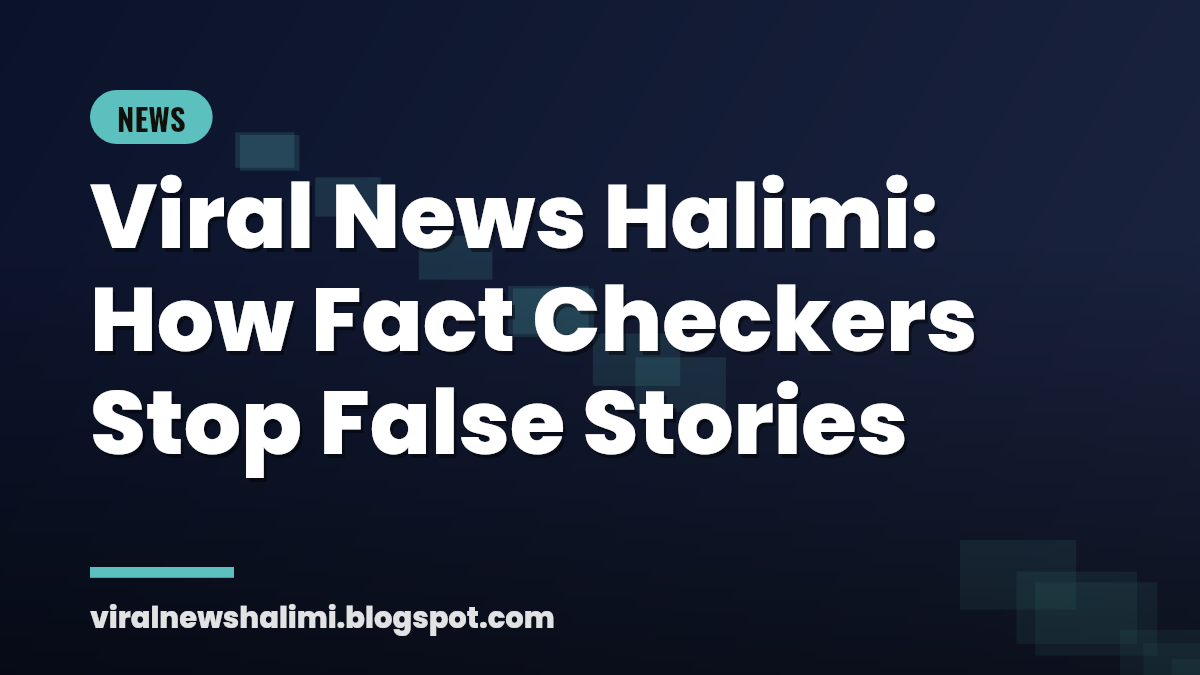 NEWS
Viral News Halimi:
How Fact Checkers
Stop False Stories
viralnewshalimi.blogspot.com